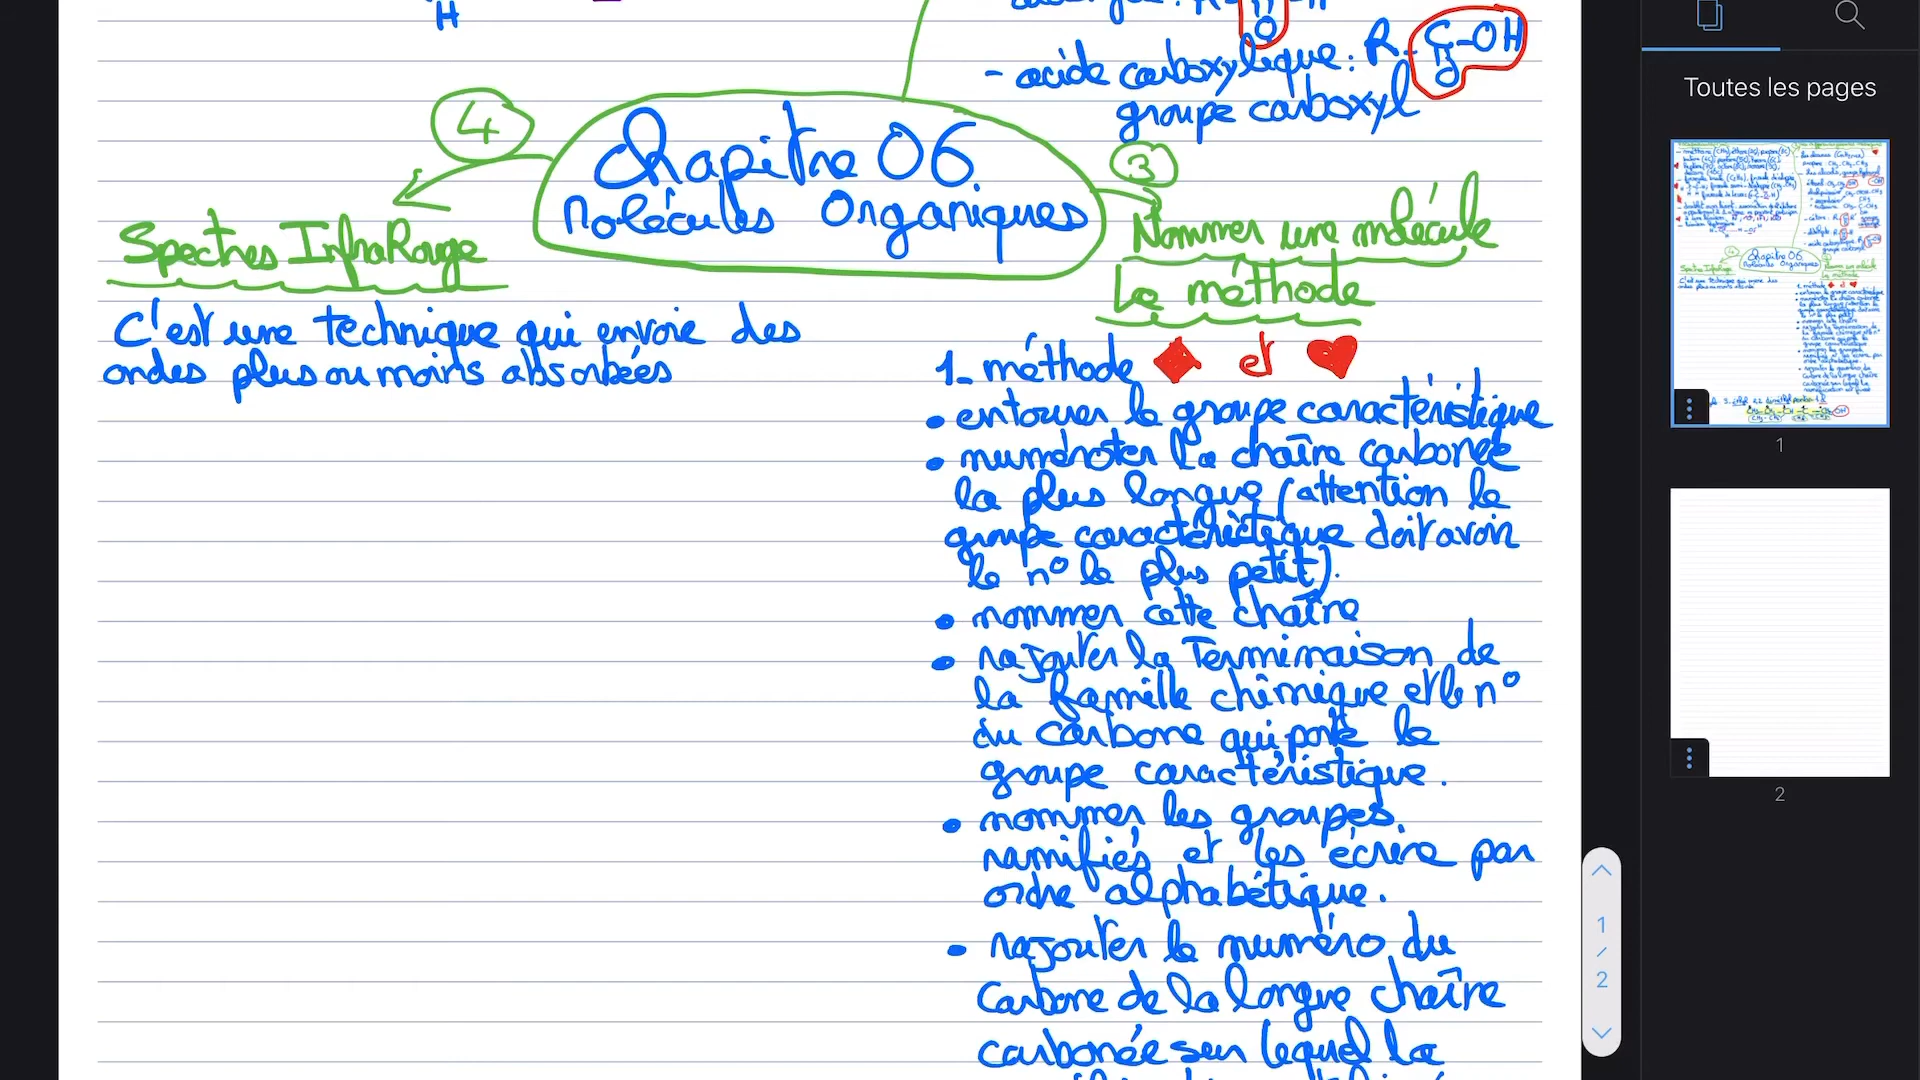 H
- acide carboxylique : R - C - OH
groupe carboxyl
4
Chapitre 06
Molécules Organiques
3
Spectres InfraRouge
C'est une technique qui envoie des
ondes plus ou moins absorbées
Nommer une molécule
La méthode
1- méthode ♦ et ♥
• entourer le groupe caractéristique
• numéroter la chaîne carbonée
la plus longue (attention le
groupe caractéristique doit avoir
le n° le plus petit).
• nommer cette chaîne
• rajouter la terminaison de
la famille chimique et le n°
du carbone qui porte le
groupe caractéristique.
• nommer les groupes
ramifiés et les écrire par
ordre alphabétique.
• rajouter le numéro du
carbone de la longue chaîne
carbonée sur lequel la
Toutes les pages
1
2
1
/
2